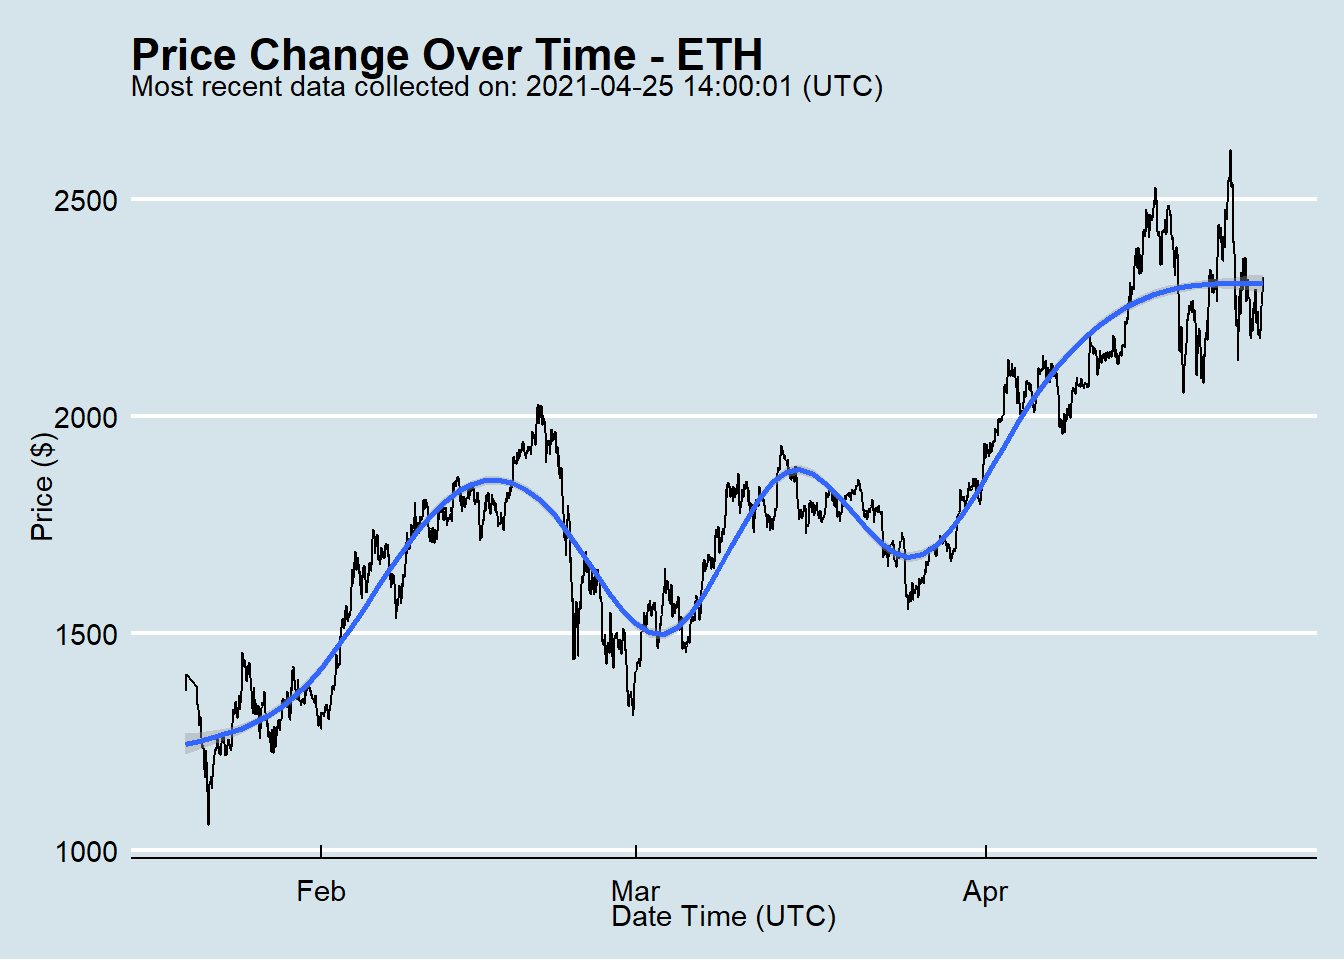 Price Change Over Time - ETH
Most recent data collected on: 2021-04-25 14:00:01 (UTC)
2500
2000
1500
1000
Price ($)
Feb Mar Apr
Date Time (UTC)